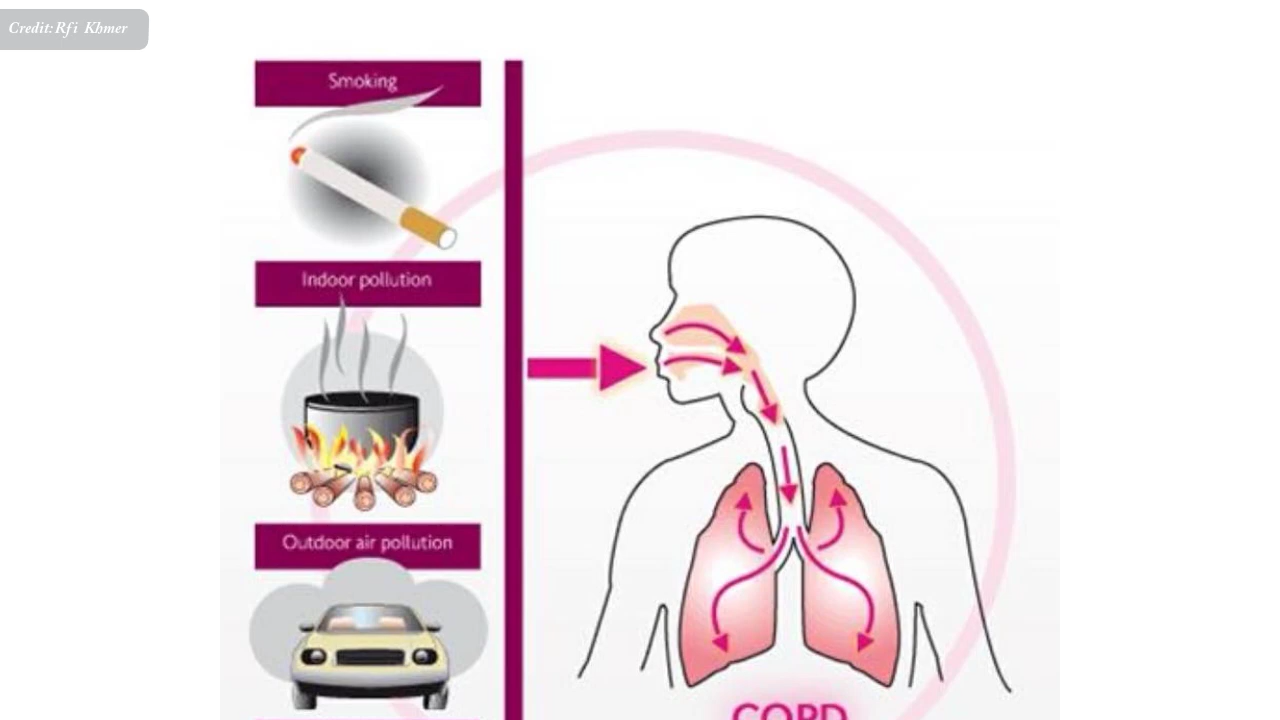 Credit:Rfi Khmer
Smoking
Indoor pollution
Outdoor air pollution
COPD